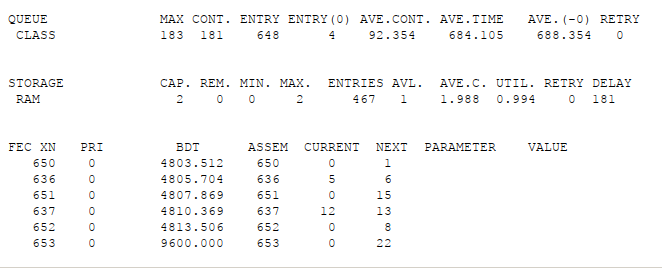 QUEUE MAX CONT. ENTRY ENTRY(0) AVE.CONT. AVE.TIME AVE.(-0) RETRY
CLASS 183 181 648 4 92.354 684.105 688.354 0
STORAGE CAP. REM. MIN. MAX. ENTRIES AVL. AVE.C. UTIL. RETRY DELAY
RAM 2 0 0 2 467 1 1.988 0.994 0 181
FEC XN PRI BDT ASSEM CURRENT NEXT PARAMETER VALUE
650 0 4803.512 650 0 1
636 0 4805.704 636 5 6
651 0 4807.869 651 0 15
637 0 4810.369 637 12 13
652 0 4813.506 652 0 8
653 0 9600.000 653 0 22